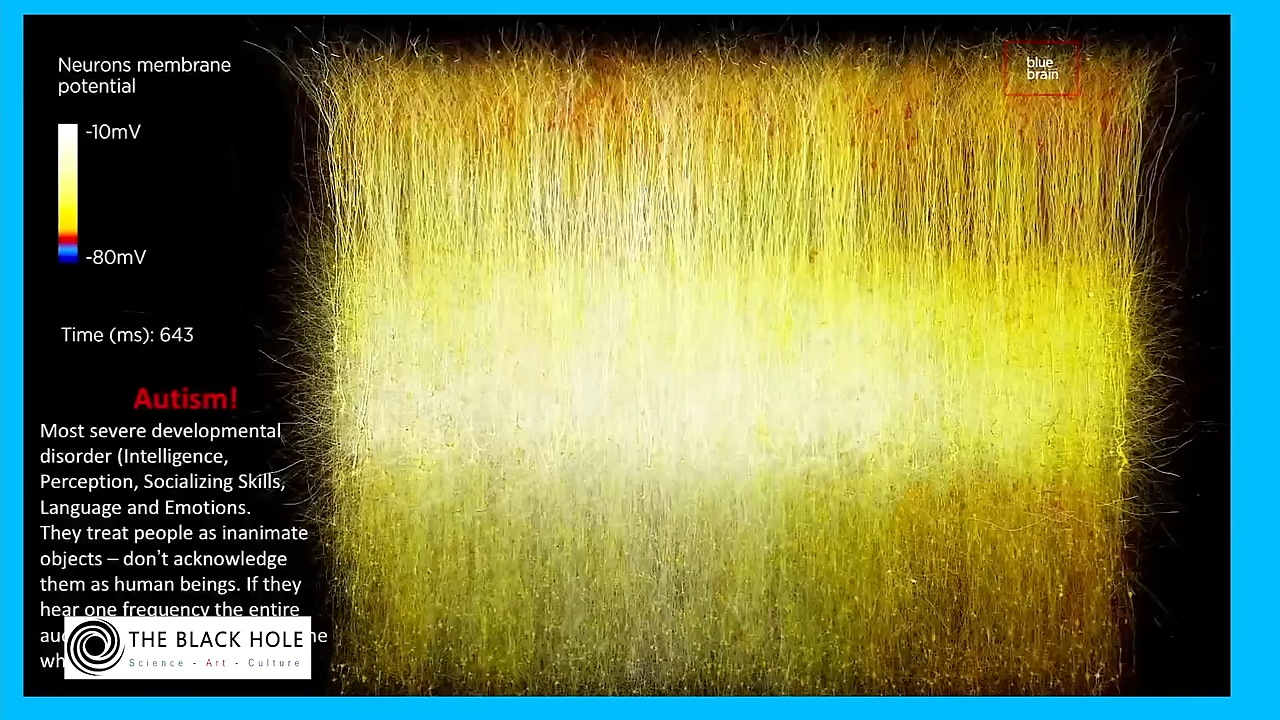 Neurons membrane
potential
-10mV
-80mV
Time (ms): 643
blue
brain
Autism!
Most severe developmental
disorder (Intelligence,
Perception, Socializing Skills,
Language and Emotions.
They treat people as inanimate
objects – don’t acknowledge
them as human beings. If they
hear one frequency the entire
THE BLACK HOLE
Science - Art - Culture